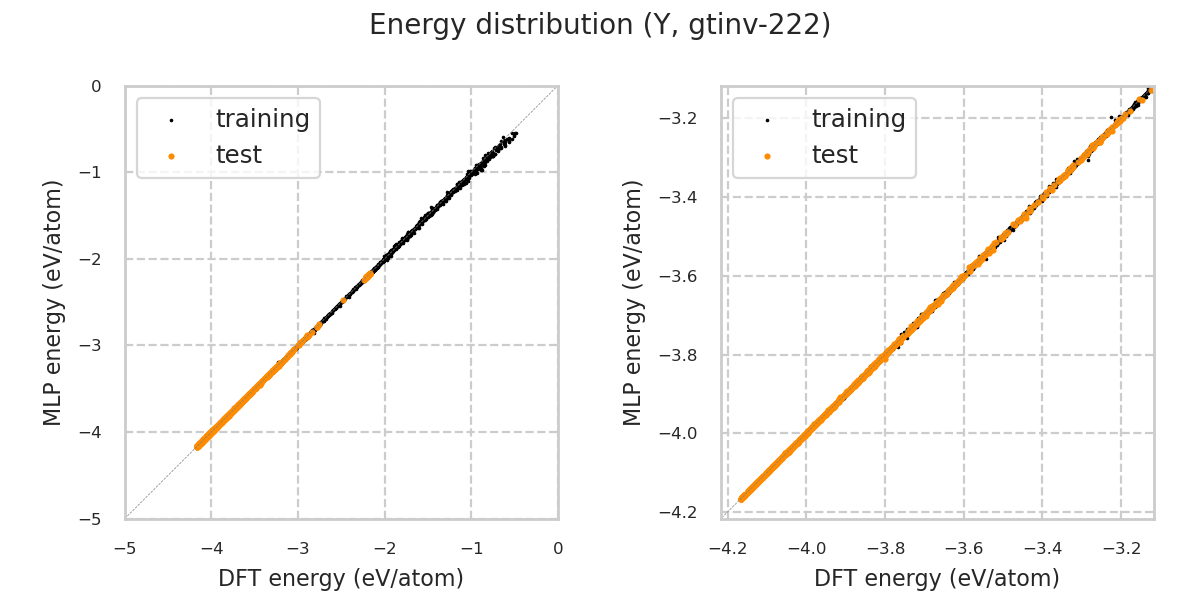 Energy distribution (Y, gtinv-222)
MLP energy (eV/atom)
0
−1
−2
−3
−4
−5
training
test
−5
−4
−3
−2
−1
0
DFT energy (eV/atom)
MLP energy (eV/atom)
−3.2
−3.4
−3.6
−3.8
−4.0
−4.2
training
test
−4.2
−4.0
−3.8
−3.6
−3.4
−3.2
DFT energy (eV/atom)